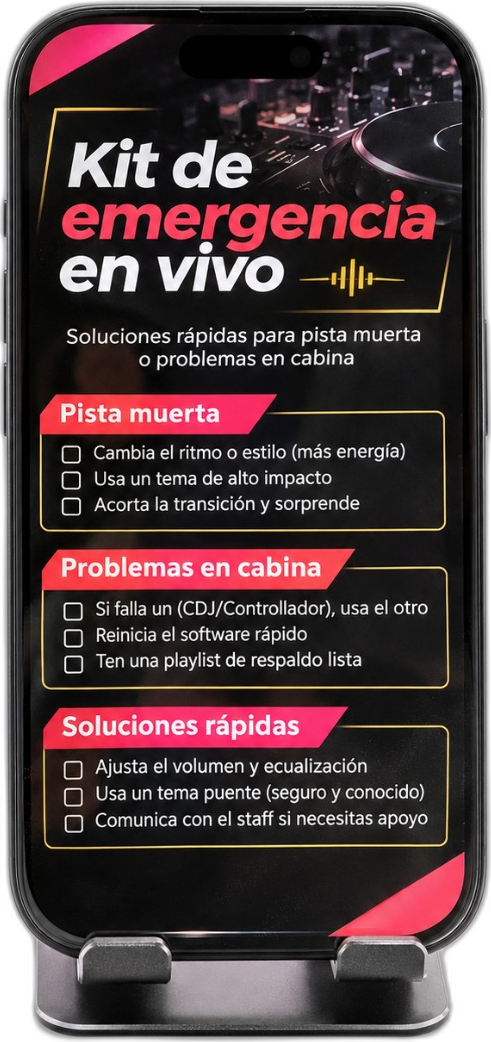 Kit de
emergencia
en vivo
Soluciones rápidas para pista muerta
o problemas en cabina
Pista muerta
Cambia el ritmo o estilo (más energía)
Usa un tema de alto impacto
Acorta la transición y sorprende
Problemas en cabina
Si falla un (CDJ/Controllador), usa el otro
Reinicia el software rápido
Ten una playlist de respaldo lista
Soluciones rápidas
Ajusta el volumen y ecualización
Usa un tema puente (seguro y conocido)
Comunica con el staff si necesitas apoyo